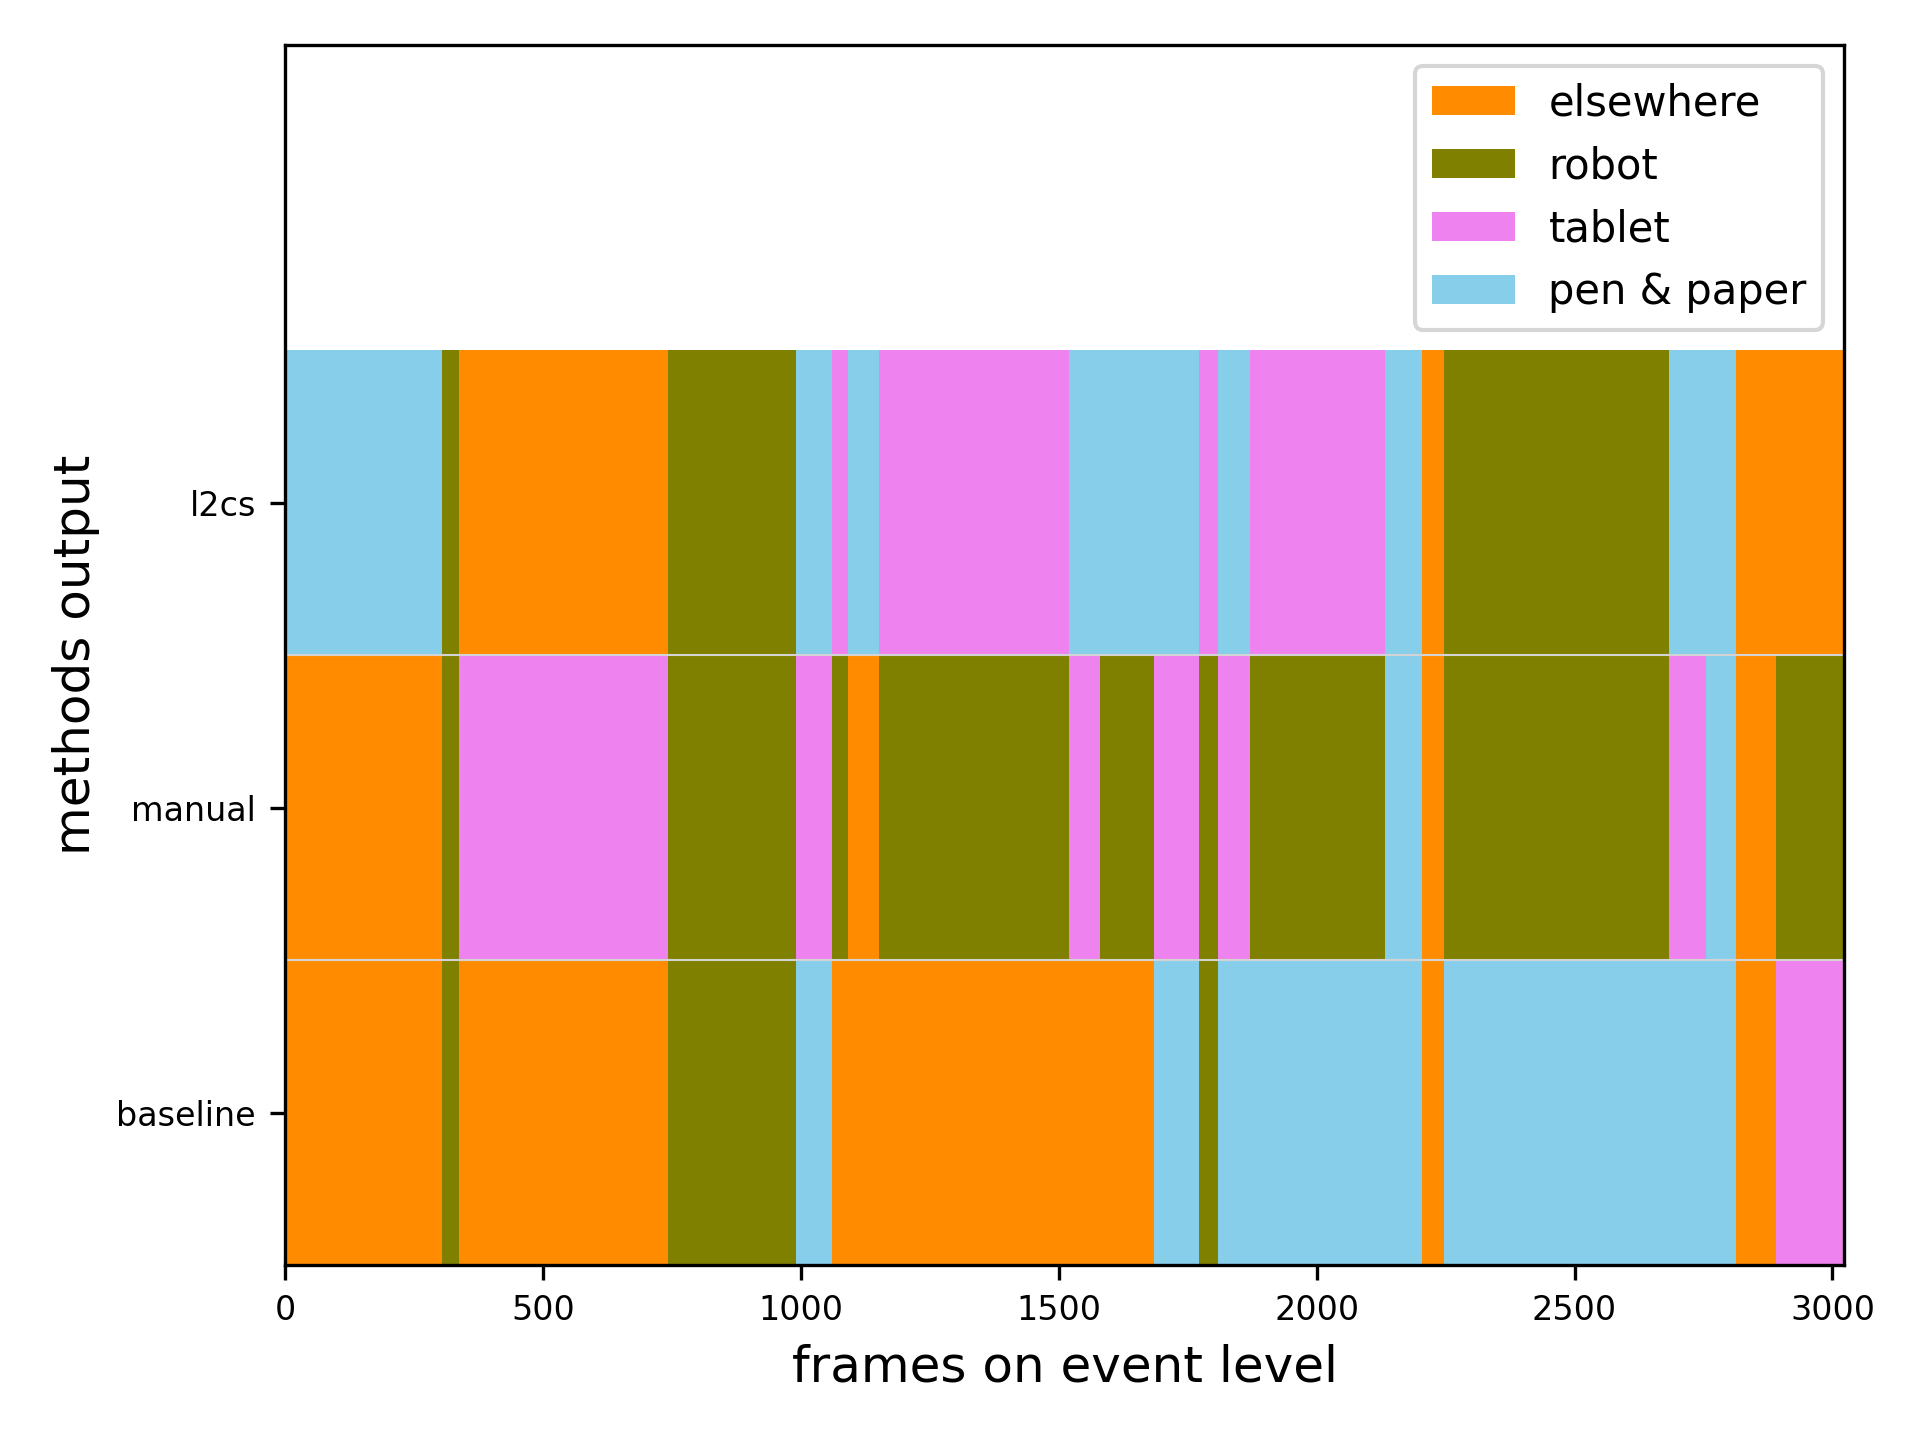 elsewhere
robot
tablet
pen & paper
methods output
l2cs
manual
baseline
0 500 1000 1500 2000 2500 3000
frames on event level